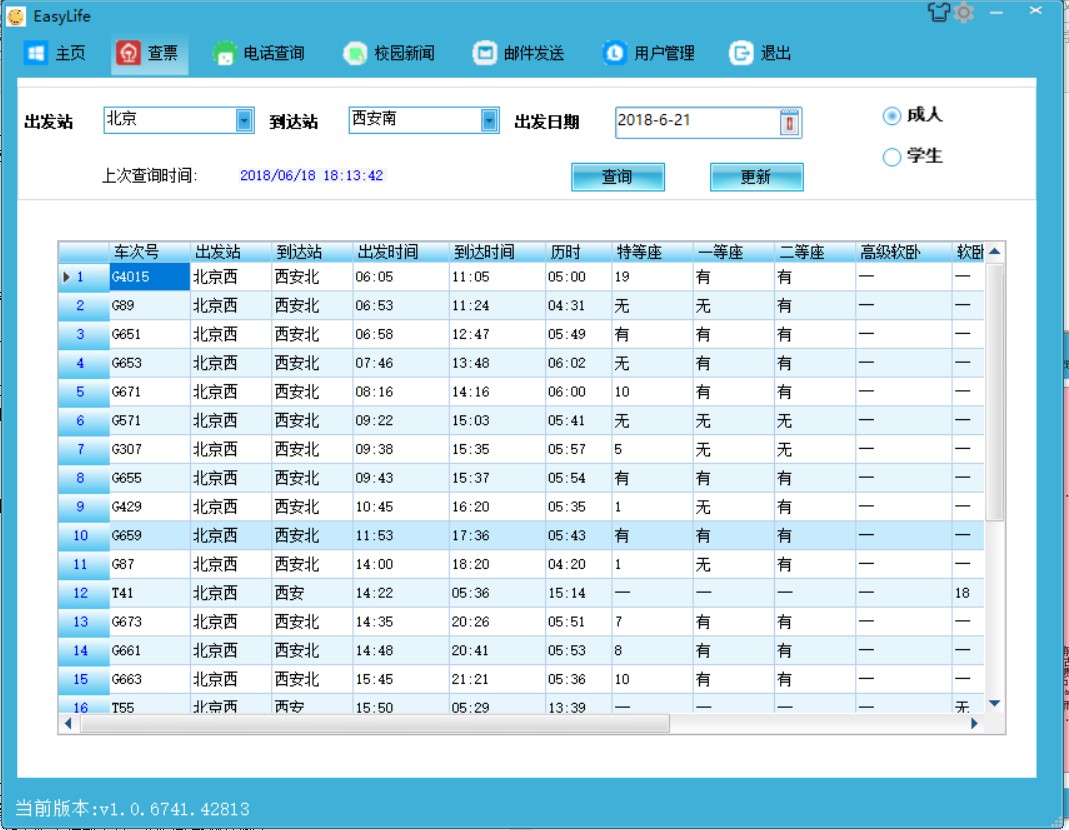 EasyLife
主页 查票 电话查询 校园新闻 邮件发送 用户管理 退出
出发站 北京 到达站 西安南 出发日期 2018-6-21 成人
学生
上次查询时间: 2018/06/18 18:13:42 查询 更新
车次号 出发站 到达站 出发时间 到达时间 历时 特等座 一等座 二等座 高级软卧 软卧
1 G4015 北京西 西安北 06:05 11:05 05:00 19 有 有 — —
2 G89 北京西 西安北 06:53 11:24 04:31 无 无 有 — —
3 G651 北京西 西安北 06:58 12:47 05:49 有 有 有 — —
4 G653 北京西 西安北 07:46 13:48 06:02 无 有 有 — —
5 G671 北京西 西安北 08:16 14:16 06:00 10 有 有 — —
6 G571 北京西 西安北 09:22 15:03 05:41 无 无 无 — —
7 G307 北京西 西安北 09:38 15:35 05:57 5 无 无 — —
8 G655 北京西 西安北 09:43 15:37 05:54 有 有 有 — —
9 G429 北京西 西安北 10:45 16:20 05:35 1 无 有 — —
10 G659 北京西 西安北 11:53 17:36 05:43 有 有 有 — —
11 G87 北京西 西安北 14:00 18:20 04:20 1 无 有 — —
12 T41 北京西 西安 14:22 05:36 15:14 — — — — 18
13 G673 北京西 西安北 14:35 20:26 05:51 7 有 有 — —
14 G661 北京西 西安北 14:48 20:41 05:53 8 有 有 — —
15 G663 北京西 西安北 15:45 21:21 05:36 10 有 有 — —
16 T55 北京西 西安 15:50 05:29 13:39 — — — — 无
当前版本:v1.0.6741.42813